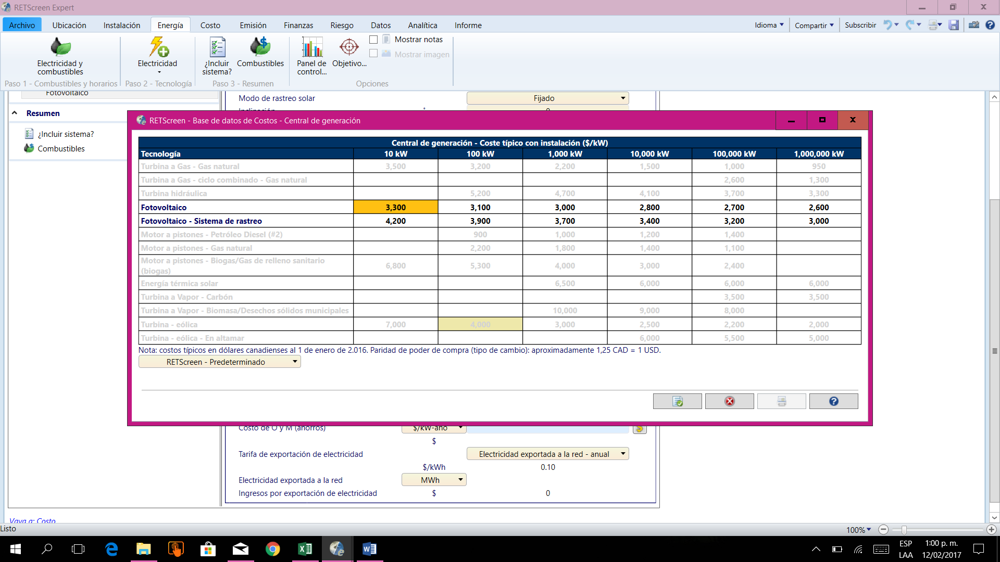 RETScreen Expert
Archivo Ubicación Instalación Energía Costo Emisión Finanzas Riesgo Datos Analítica Informe Idioma Compartir Subscribir
Electricidad y combustibles
Electricidad
¿Incluir sistema?
Combustibles
Panel de control...
Objetivo...
Mostrar notas
Mostrar imagen
Paso 1 - Combustibles y horarios Paso 2 - Tecnología Paso 3 - Resumen Opciones
Fotovoltaico
Resumen
¿Incluir sistema?
Combustibles
Modo de rastreo solar Fijado
Inclinación ° 0
RETScreen - Base de datos de Costos - Central de generación
Central de generación - Coste típico con instalación ($/kW)
Tecnología 10 kW 100 kW 1,000 kW 10,000 kW 100,000 kW 1,000,000 kW
Turbina a Gas - Gas natural 3,500 3,200 2,200 1,500 1,000 950
Turbina a Gas - ciclo combinado - Gas natural 2,600 1,300
Turbina hidráulica 5,200 4,700 4,100 3,700 3,300
Fotovoltaico 3,300 3,100 3,000 2,800 2,700 2,600
Fotovoltaico - Sistema de rastreo 4,200 3,900 3,700 3,400 3,200 3,000
Motor a pistones - Petróleo Diesel (#2) 900 1,000 1,200 1,400
Motor a pistones - Gas natural 2,200 1,800 1,400 1,100
Motor a pistones - Biogas/Gas de relleno sanitario (biogas) 6,800 5,300 4,000 3,000 2,400
Energía térmica solar 6,500 6,000 6,000 6,000
Turbina a Vapor - Carbón 3,500 3,500
Turbina a Vapor - Biomasa/Desechos sólidos municipales 10,000 9,000 8,000
Turbina - eólica 7,000 4,000 3,000 2,500 2,200 2,000
Turbina - eólica - En altamar 6,000 5,500 5,000
Nota: costos típicos en dólares canadienses al 1 de enero de 2.016. Paridad de poder de compra (tipo de cambio): aproximadamente 1,25 CAD = 1 USD.
RETScreen - Predeterminado
Costo de O y M (ahorros) $/kW-año
$
Tarifa de exportación de electricidad Electricidad exportada a la red - anual
$/kWh 0.10
Electricidad exportada a la red MWh
Ingresos por exportación de electricidad $ 0
Vaya a: Costo
Listo 100%
ESP LAA
1:00 p. m.
12/02/2017